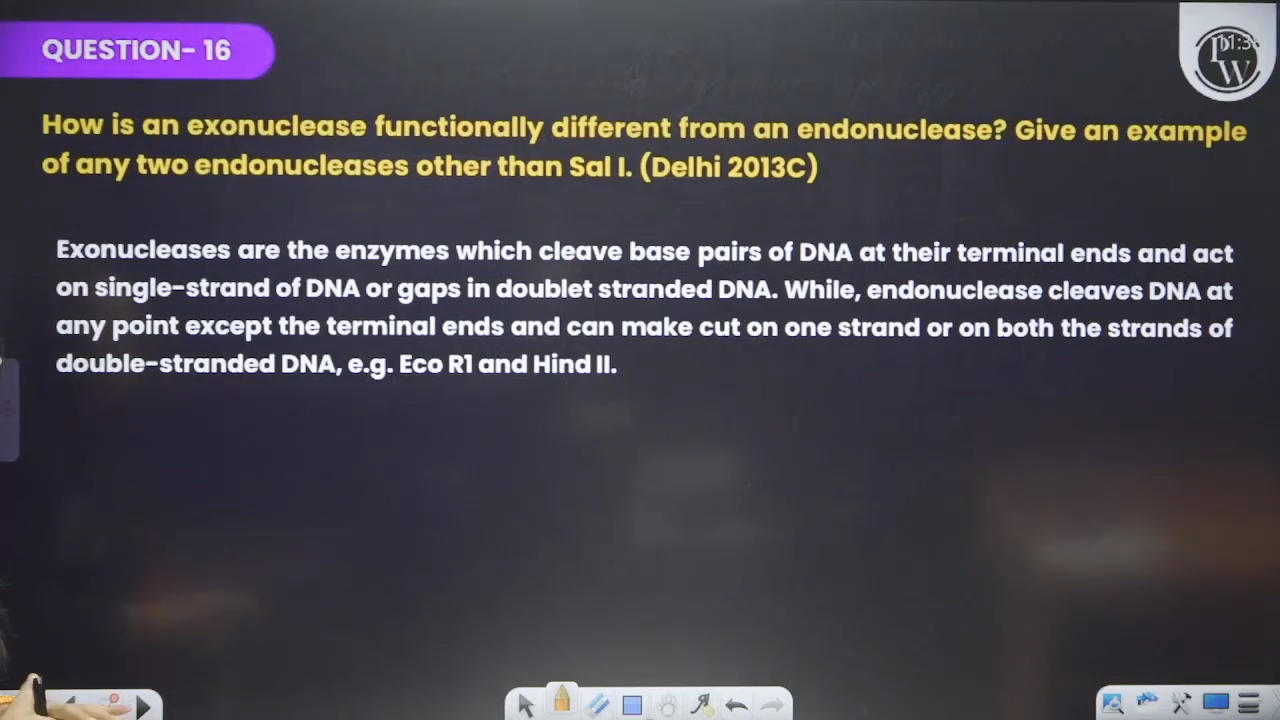 QUESTION- 16
How is an exonuclease functionally different from an endonuclease? Give an example
of any two endonucleases other than Sal I. (Delhi 2013C)
Exonucleases are the enzymes which cleave base pairs of DNA at their terminal ends and act
on single-strand of DNA or gaps in doublet stranded DNA. While, endonuclease cleaves DNA at
any point except the terminal ends and can make cut on one strand or on both the strands of
double-stranded DNA, e.g. Eco R1 and Hind II.